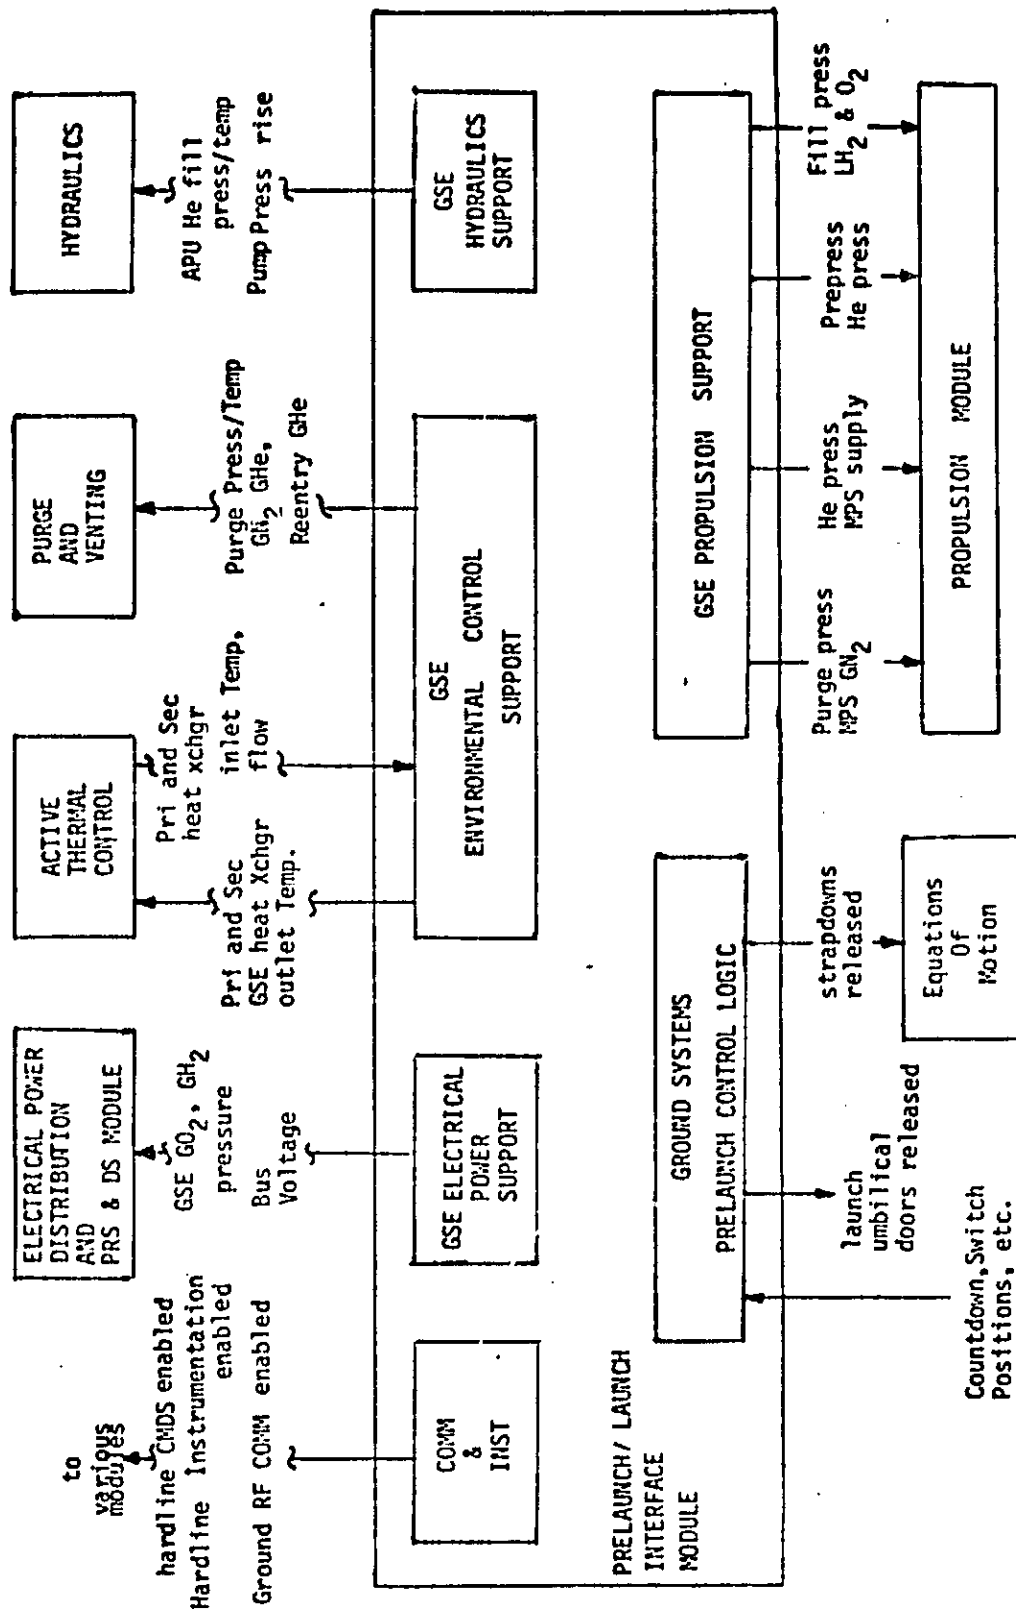 to
various
modules
hardline CMDS enabled
Hardline Instrumentation
enabled
Ground RF COMM enabled
ELECTRICAL POWER
DISTRIBUTION
AND
PRS & DS MODULE
GSE GO2, GH2
pressure
Bus
Voltage
ACTIVE
THERMAL
CONTROL
Pri and Sec
GSE heat Xchgr
outlet Temp.
Pri and Sec
heat xchgr
inlet Temp.
flow
PURGE
AND
VENTING
Purge Press/Temp
GN2 GHe,
Reentry GHe
HYDRAULICS
APU He fill
press/temp
Pump Press rise
COMM
&
INST
GSE ELECTRICAL
POWER
SUPPORT
GSE
ENVIRONMENTAL CONTROL
SUPPORT
GSE
HYDRAULICS
SUPPORT
PRELAUNCH/ LAUNCH
INTERFACE
MODULE
GROUND SYSTEMS
PRELAUNCH CONTROL LOGIC
GSE PROPULSION SUPPORT
Countdown, Switch
Positions, etc.
launch
umbilical
doors released
strapdowns
released
Equations
Of
Motion
Purge press
MPS GN2
He press
MPS supply
Prepress
He press
Fill press
LH2 & O2
PROPULSION MODULE